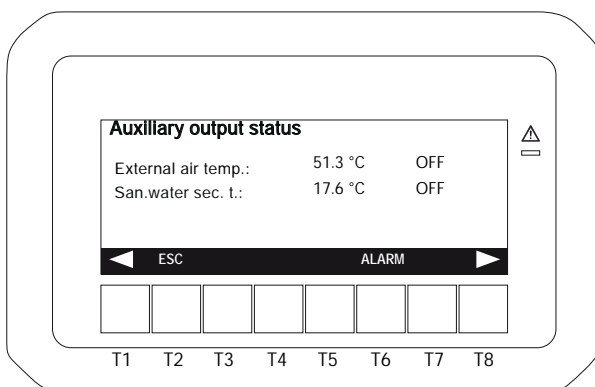 Auxiliary output status
External air temp.: 51.3 °C OFF
San.water sec. t.: 17.6 °C OFF
ESC ALARM
T1 T2 T3 T4 T5 T6 T7 T8